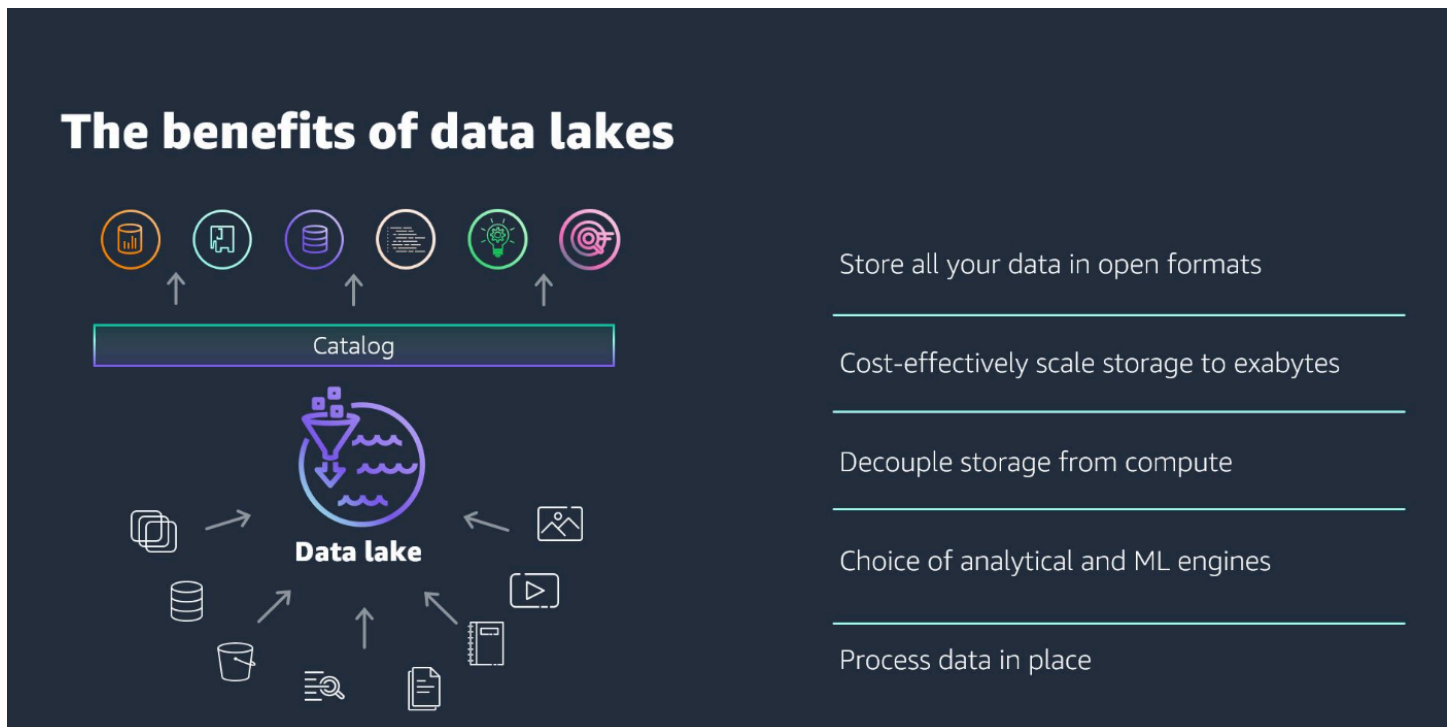 The benefits of data lakes
Catalog
Data lake
Store all your data in open formats
Cost-effectively scale storage to exabytes
Decouple storage from compute
Choice of analytical and ML engines
Process data in place